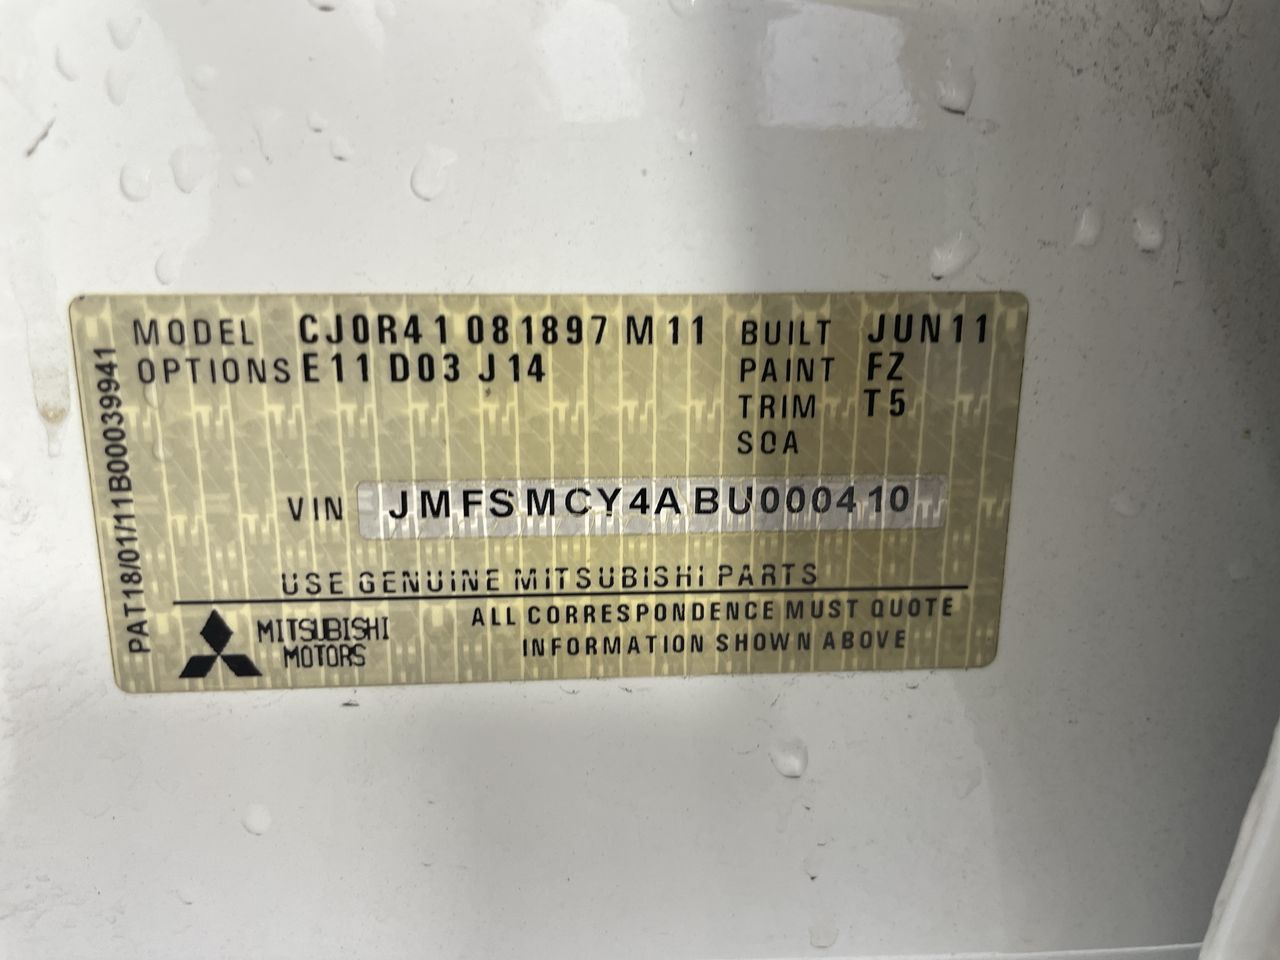 MODEL CJ0R41 081897 M11 BUILT JUN11
OPTIONS E11 D03 J14 PAINT FZ
TRIM T5
SOA
VIN JMFSMCY4ABU000410
USE GENUINE MITSUBISHI PARTS
MITSUBISHI MOTORS
ALL CORRESPONDENCE MUST QUOTE
INFORMATION SHOWN ABOVE
PAT18/01/11B00039941